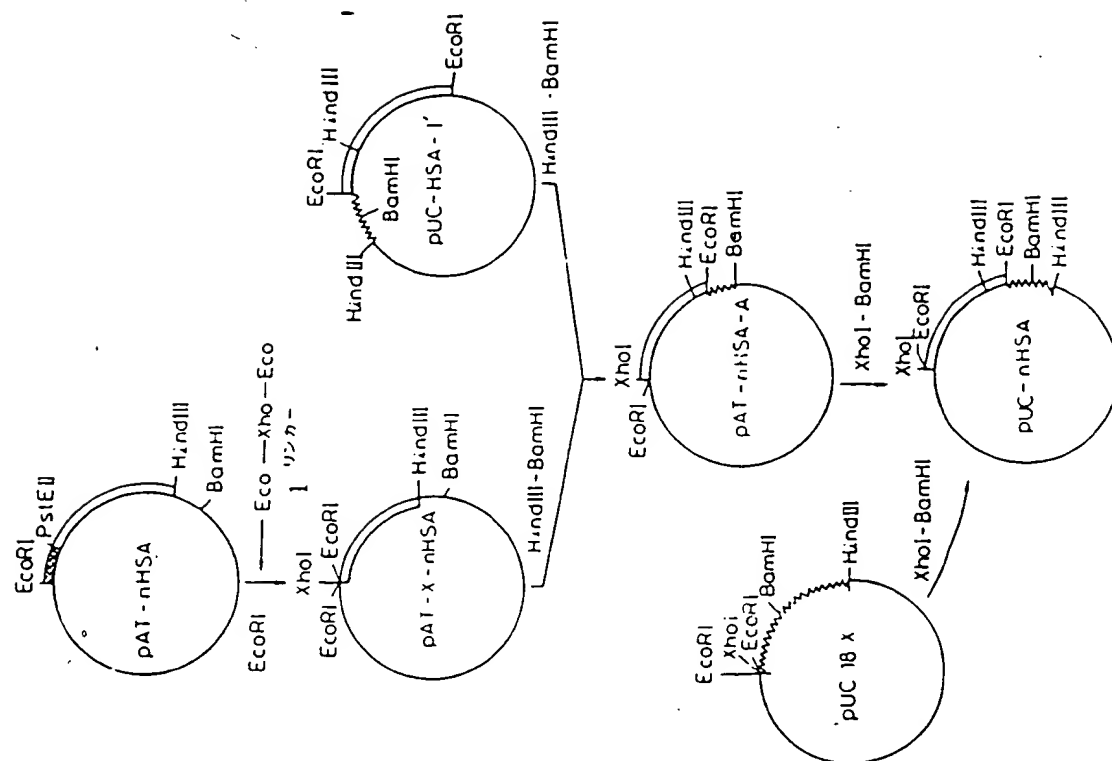 EcoRI
PstEII
HindIII
BamHI
pAT-nHSA
EcoRI
Eco—Xho—Eco
リンカー
1
XhoI
EcoRI
EcoRI
HindIII
BamHI
pAT-X-nHSA
HindIII-BamHI
EcoRI
HindIII
EcoRI
BamHI
HindIII
pUC-HSA-I'
HindIII-BamHI
XhoI
EcoRI
HindIII
EcoRI
BamHI
pAT-nHSA-A
XhoI-BamHI
EcoRI
XhoI
EcoRI
BamHI
HindIII
pUC 18 X
XhoI-BamHI
XhoI
EcoRI
HindIII
EcoRI
BamHI
HindIII
pUC-nHSA